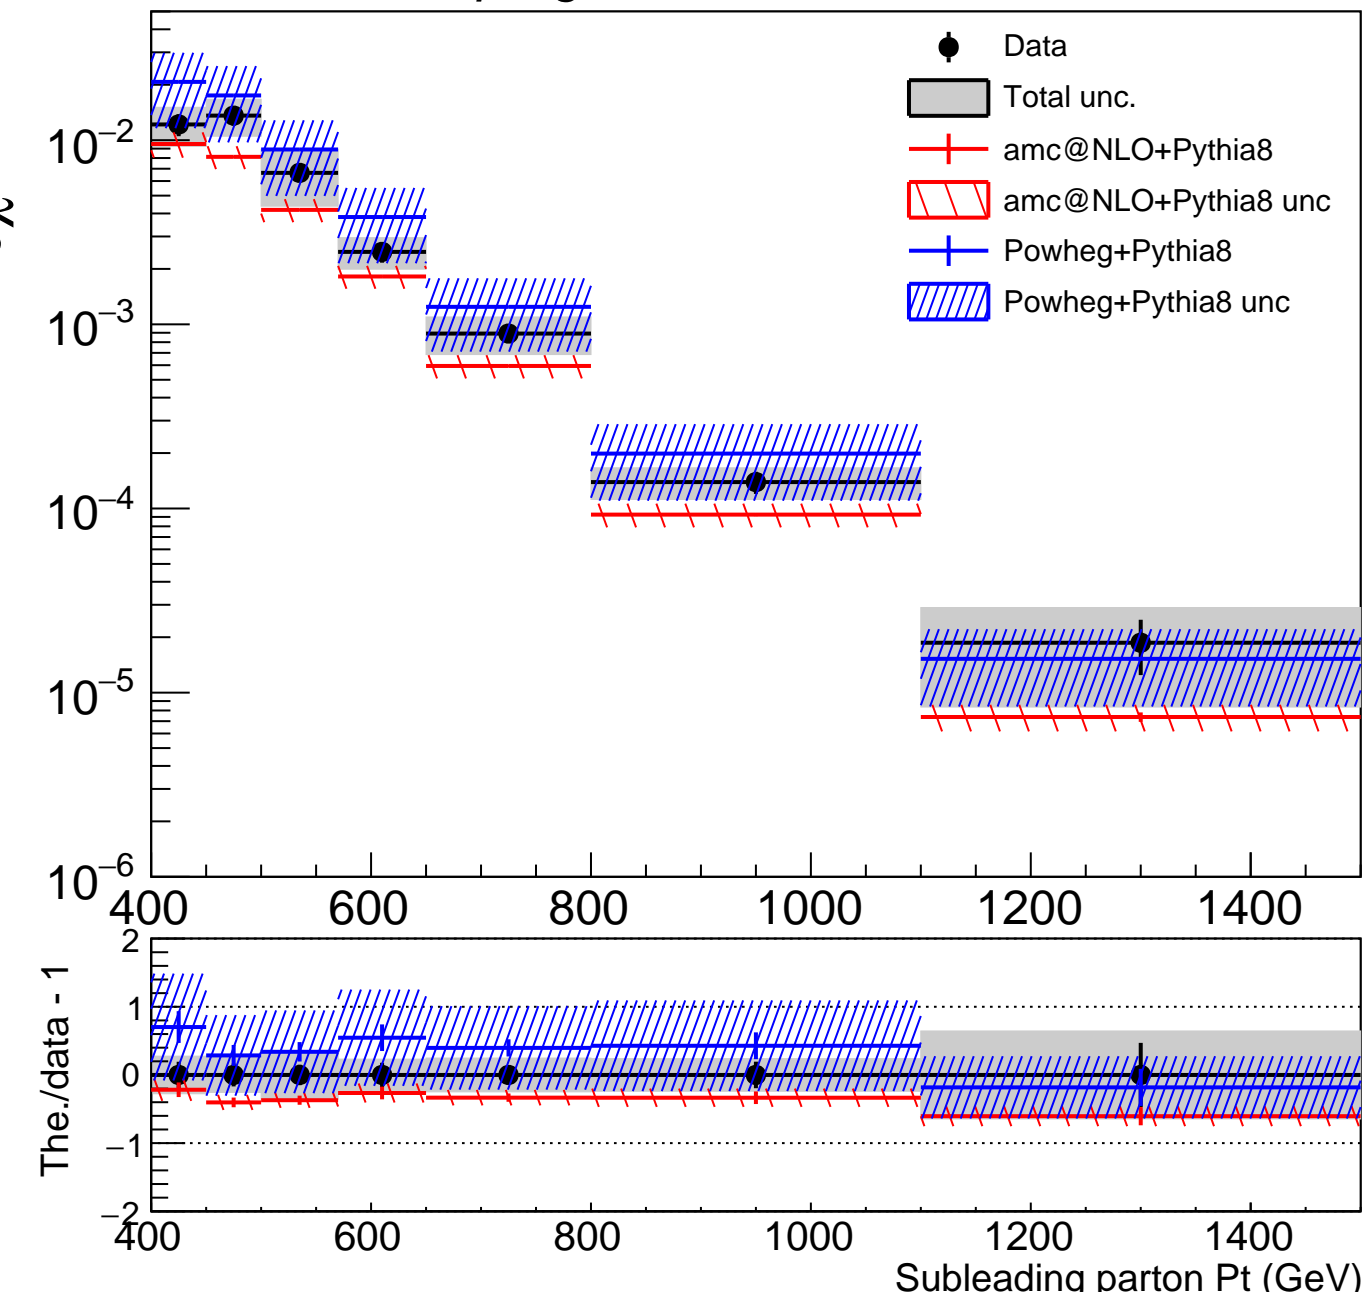 Data
Total unc.
amc@NLO+Pythia8
amc@NLO+Pythia8 unc
Powheg+Pythia8
Powheg+Pythia8 unc
10−2
10−3
10−4
10−5
10−6
400 600 800 1000 1200 1400
The./data - 1
2
1
0
−1
−2
400 600 800 1000 1200 1400
Subleading parton Pt (GeV)